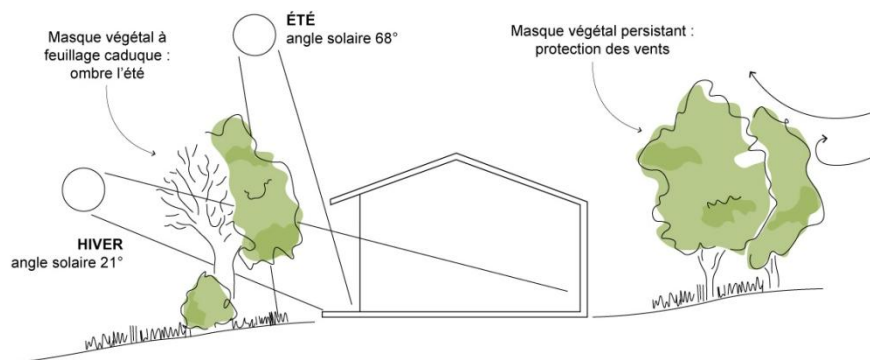 Masque végétal à
feuillage caduque :
ombre l’été
ÉTÉ
angle solaire 68°
Masque végétal persistant :
protection des vents
HIVER
angle solaire 21°